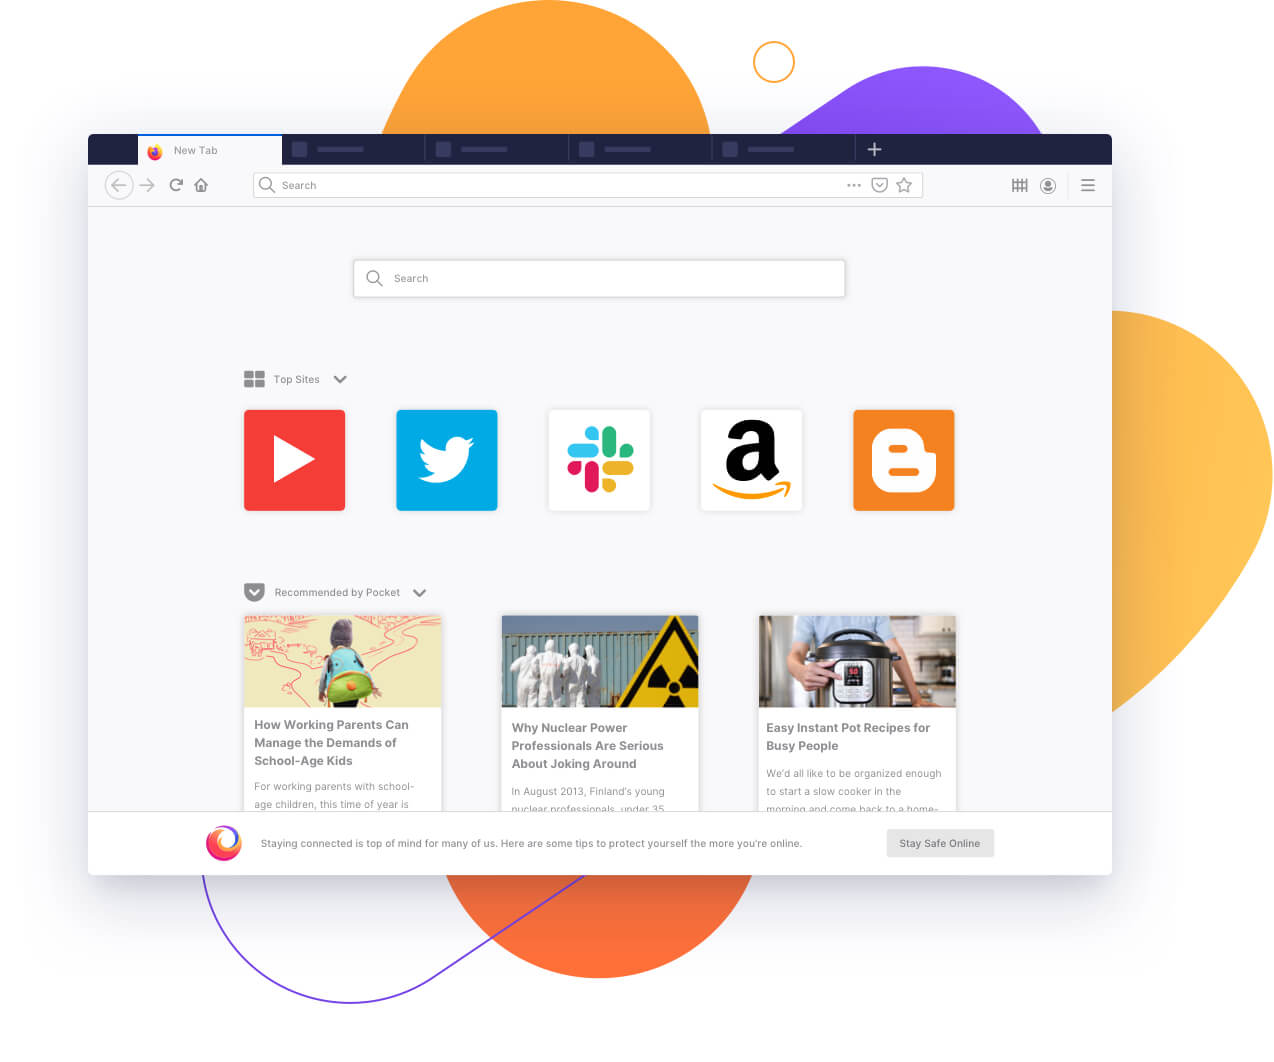 New Tab
Search
Search
Top Sites
Recommended by Pocket
How Working Parents Can
Manage the Demands of
School-Age Kids
For working parents with school-
age children, this time of year is
Why Nuclear Power
Professionals Are Serious
About Joking Around
In August 2013, Finland's young
nuclear professionals, under 35,
Easy Instant Pot Recipes for
Busy People
We'd all like to be organized enough
to start a slow cooker in the
morning and come back to a home-
Staying connected is top of mind for many of us. Here are some tips to protect yourself the more you're online.
Stay Safe Online